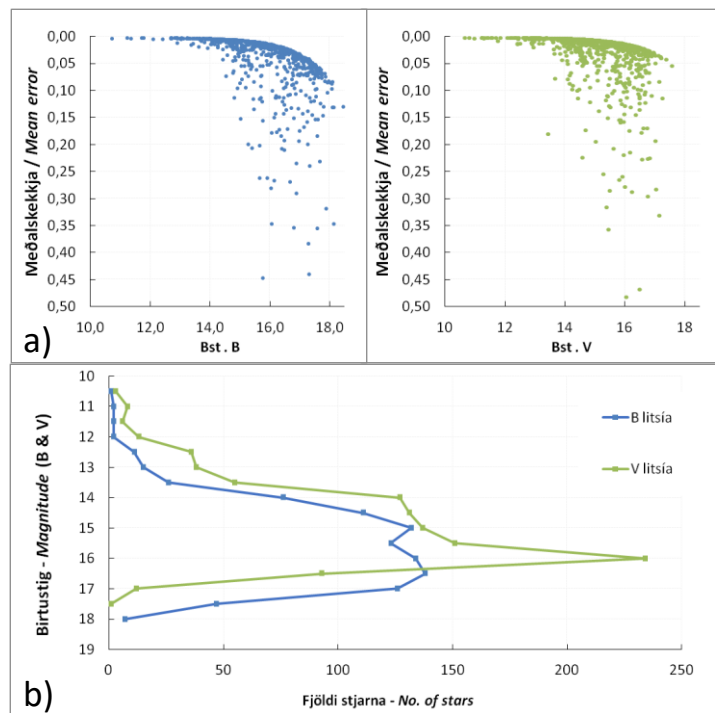 0,00
0,05
0,10
0,15
0,20
0,25
0,30
0,35
0,40
0,45
0,50
Meðalskekkja / Mean error
10,0 12,0 14,0 16,0 18,0
Bst . B
a)
0,00
0,05
0,10
0,15
0,20
0,25
0,30
0,35
0,40
0,45
0,50
Meðalskekkja / Mean error
10 12 14 16 18
Bst . V
10
11
12
13
14
15
16
17
18
19
Birtustig - Magnitude (B & V)
B litsía
V litsía
0 50 100 150 200 250
Fjöldi stjarna - No. of stars
b)